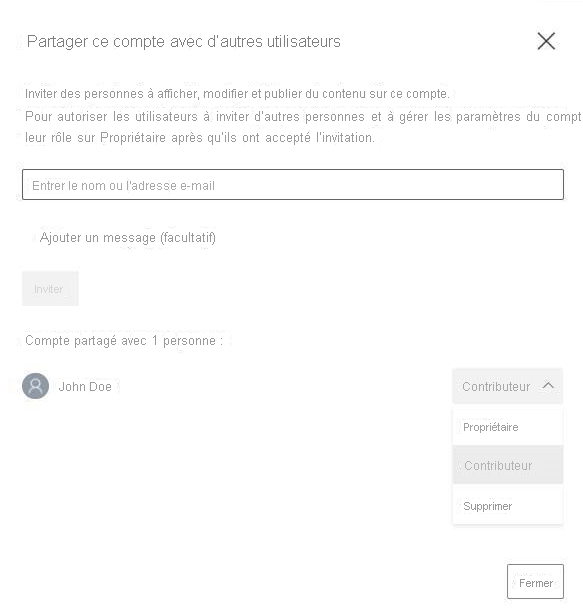 Partager ce compte avec d'autres utilisateurs
Inviter des personnes à afficher, modifier et publier du contenu sur ce compte.
Pour autoriser les utilisateurs à inviter d'autres personnes et à gérer les paramètres du compt
leur rôle sur Propriétaire après qu'ils ont accepté l'invitation.
Entrer le nom ou l'adresse e-mail
Ajouter un message (facultatif)
Inviter
Compte partagé avec 1 personne :
John Doe
Contributeur
Propriétaire
Contributeur
Supprimer
Fermer